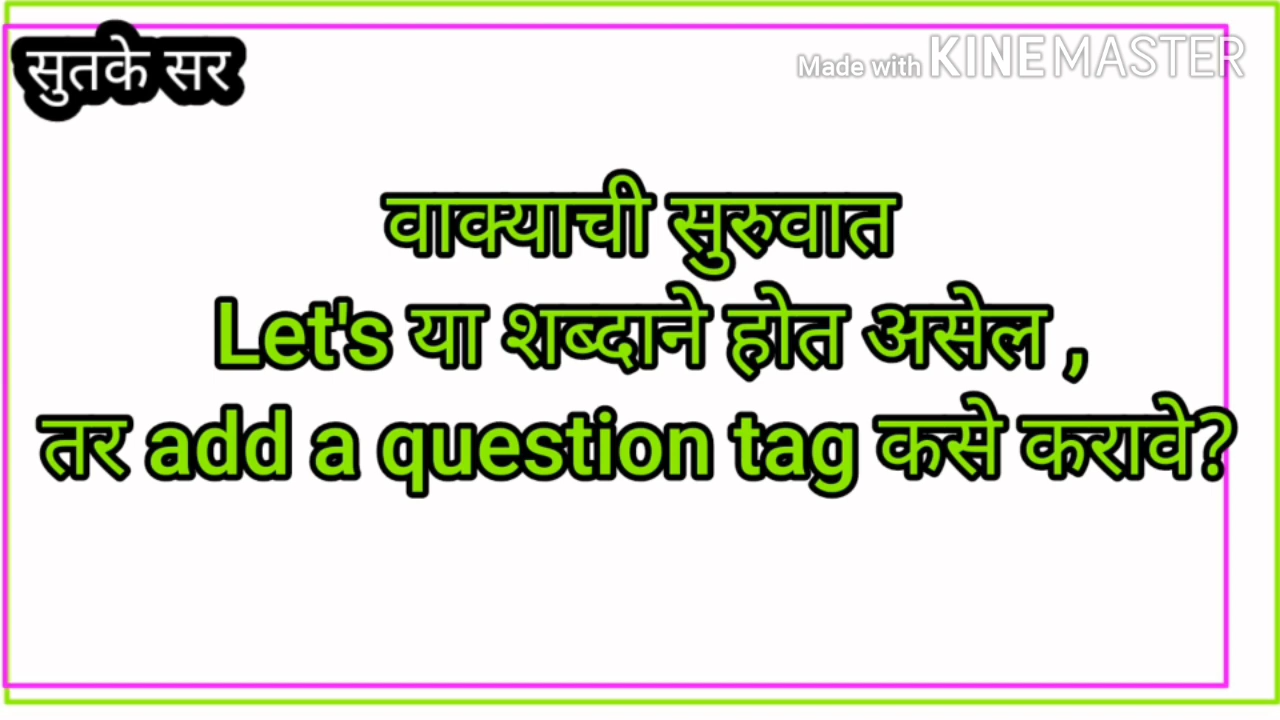 सुतके सर
Made with KINEMASTER
वाक्याची सुरुवात
Let's या शब्दाने होत असेल ,
तर add a question tag कसे करावे?